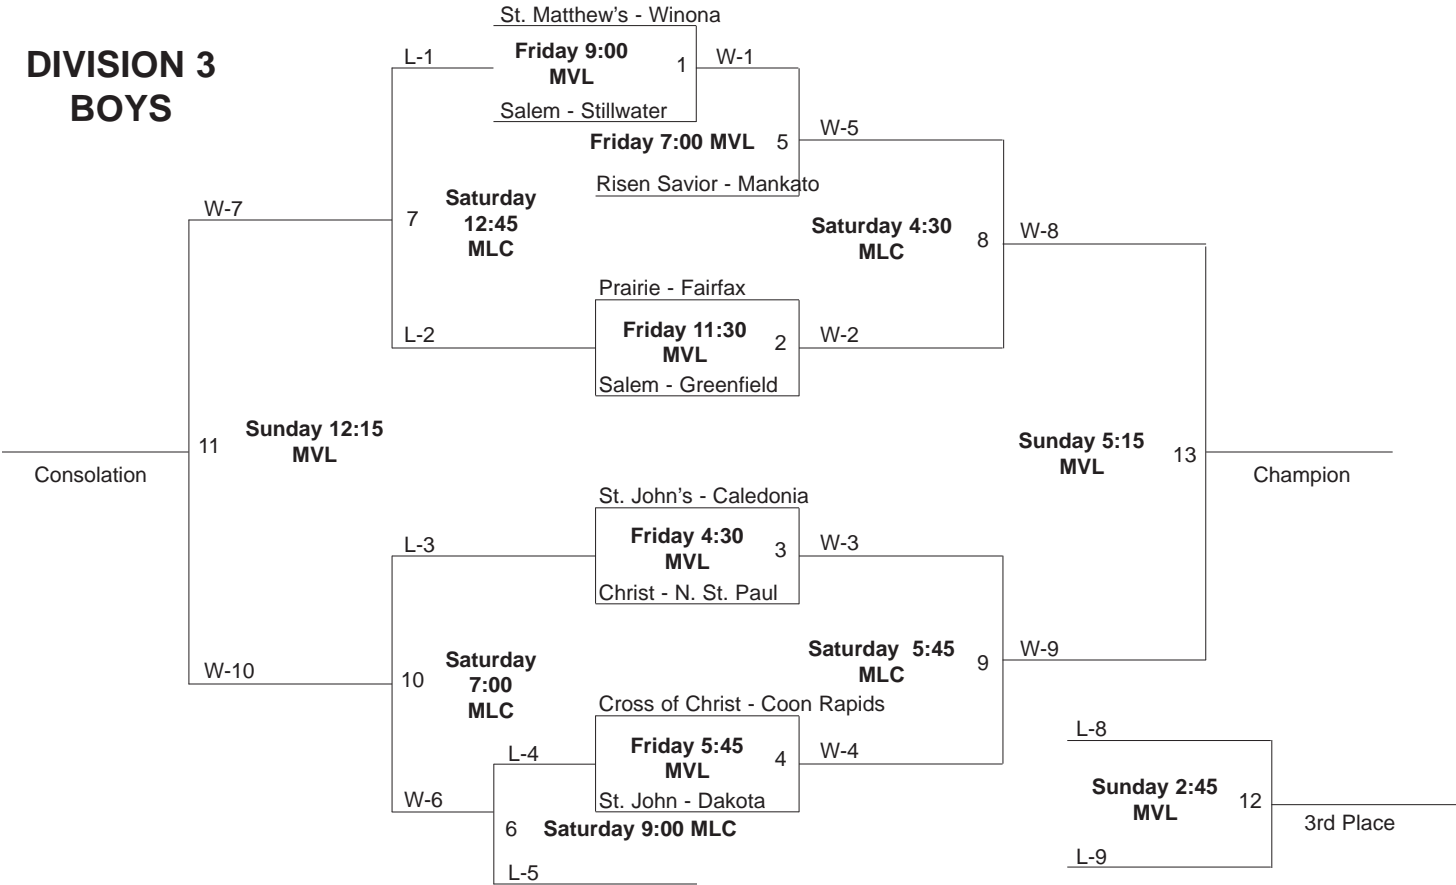 DIVISION 3
BOYS
St. Matthew's - Winona
L-1
Friday 9:00
MVL
1
W-1
Salem - Stillwater
Friday 7:00 MVL
5
W-5
Risen Savior - Mankato
W-7
7
Saturday
12:45
MLC
Saturday 4:30
MLC
8
W-8
Prairie - Fairfax
L-2
Friday 11:30
MVL
2
W-2
Salem - Greenfield
11
Sunday 12:15
MVL
Consolation
Sunday 5:15
MVL
13
Champion
St. John's - Caledonia
L-3
Friday 4:30
MVL
3
W-3
Christ - N. St. Paul
W-10
10
Saturday
7:00
MLC
Saturday 5:45
MLC
9
W-9
Cross of Christ - Coon Rapids
L-4
Friday 5:45
MVL
4
W-4
St. John - Dakota
W-6
6
Saturday 9:00 MLC
L-5
L-8
Sunday 2:45
MVL
12
3rd Place
L-9